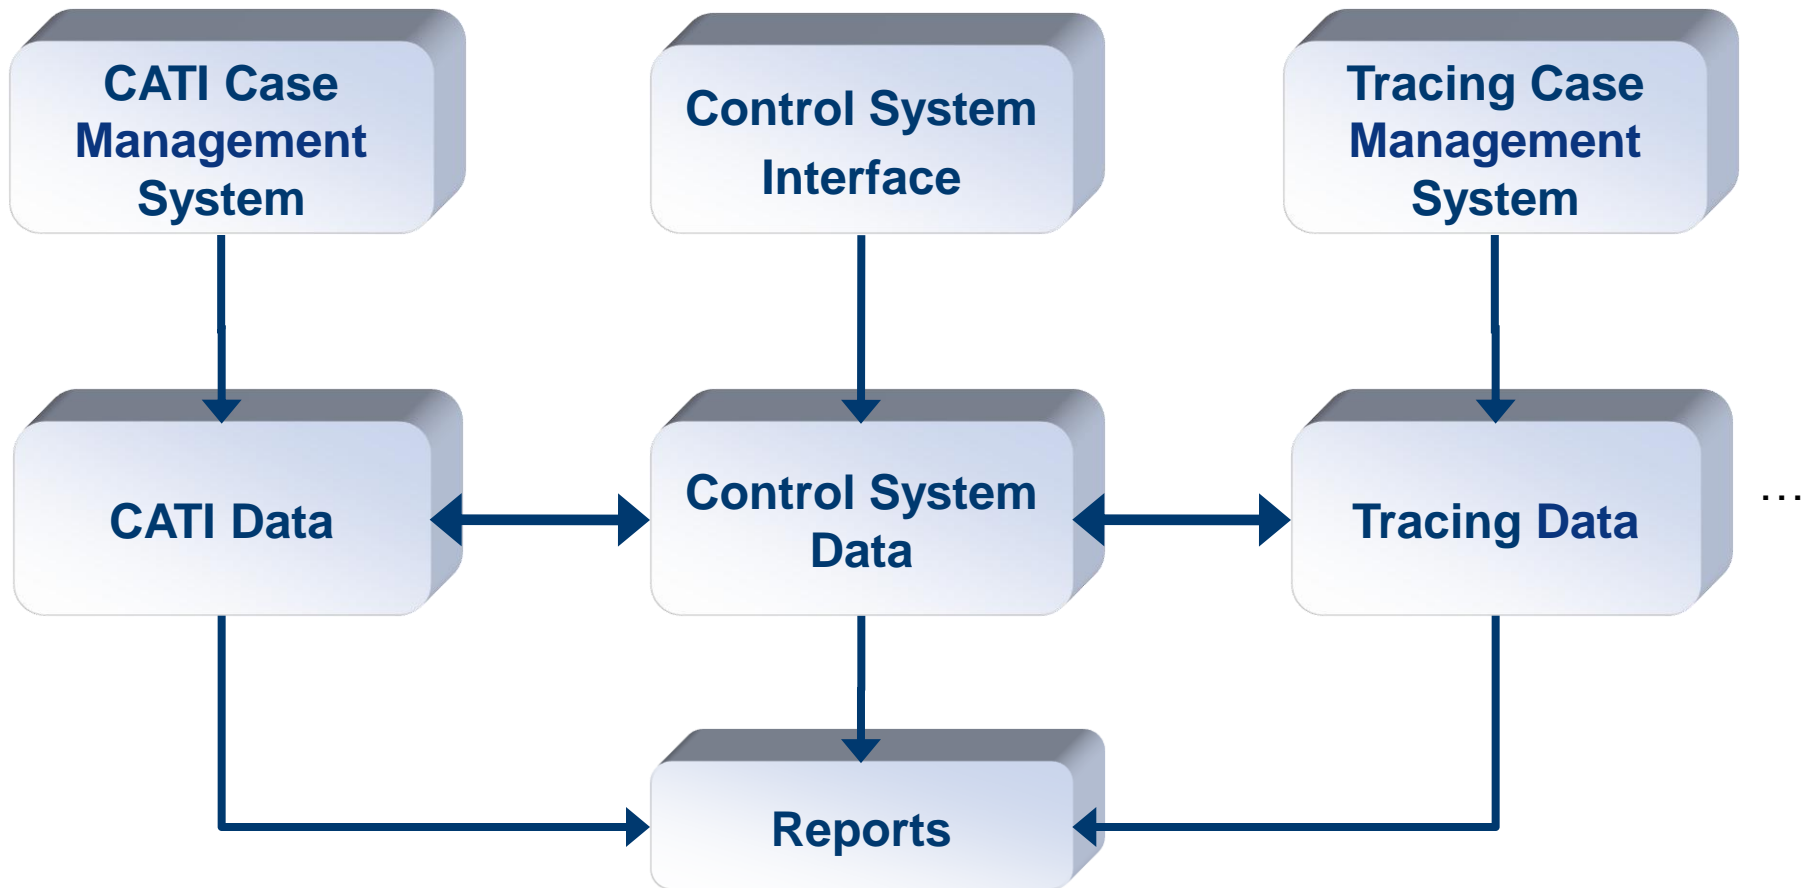 CATI Case
Management
System
Control System
Interface
Tracing Case
Management
System
CATI Data
Control System
Data
Tracing Data
...
Reports